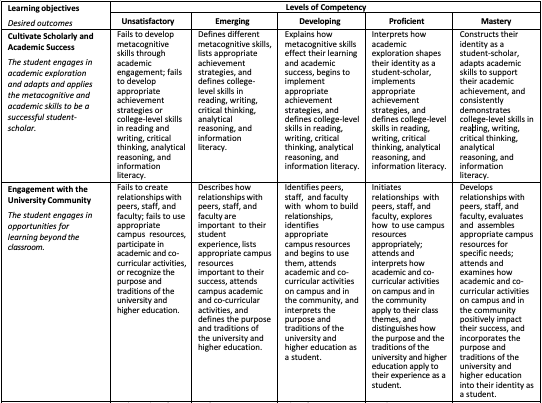 Learning objectives
Desired outcomes
Levels of Competency
Unsatisfactory
Emerging
Developing
Proficient
Mastery
Cultivate Scholarly and
Academic Success
The student engages in
academic exploration
and adapts and applies
the metacognitive and
academic skills to be a
successful student-
scholar.
Fails to develop
metacognitive
skills through
academic
engagement; fails
to develop
appropriate
achievement
strategies or
college-level skills
in reading and
writing, critical
thinking, analytical
reasoning, and
information
literacy.
Defines different
metacognitive skills,
lists appropriate
achievement
strategies, and
defines college-
level skills in
reading, writing,
critical thinking,
analytical
reasoning, and
information
literacy.
Explains how
metacognitive skills
effect their learning
and academic
success, begins to
implement
appropriate
achievement
strategies, and
defines college-level
skills in reading,
writing, critical
thinking, analytical
reasoning, and
information literacy.
Interprets how
academic
exploration shapes
their identity as a
student-scholar,
implements
appropriate
achievement
strategies, and
defines college-level
skills in reading,
writing, critical
thinking, analytical
reasoning, and
information literacy.
Constructs their
identity as a
student-scholar,
adapts academic
skills to support
their academic
achievement, and
consistently
demonstrates
college-level skills in
reading, writing,
critical thinking,
analytical
reasoning, and
information
literacy.
Engagement with the
University Community
The student engages in
opportunities for
learning beyond the
classroom.
Fails to create
relationships with
peers, staff, and
faculty; fails to use
appropriate
campus resources,
participate in
academic and co-
curricular activities,
or recognize the
purpose and
traditions of the
university and
higher education.
Describes how
relationships with
peers, staff, and
faculty are
important to their
student
experience, lists
appropriate campus
resources
important to their
success, attends
campus academic
and co-curricular
activities, and
defines the purpose
and traditions of
the university and
higher education.
Identifies peers,
staff, and faculty
with whom to build
relationships,
identifies
appropriate
campus resources
and begins to use
them, attends
academic and co-
curricular activities
on campus and in
the community, and
interprets the
purpose and
traditions of the
university and
higher education as
a student.
Initiates
relationships with
peers, staff, and
faculty, explores
how to use campus
resources
appropriately;
attends and
interprets how
academic and co-
curricular activities
on campus and in
the community
apply to their class
themes, and
distinguishes how
the purpose and the
traditions of the
university and higher
education apply to
their experience as a
student.
Develops
relationships with
peers, staff, and
faculty, evaluates
and assembles
appropriate campus
resources for
specific needs;
attends and
examines how
academic and co-
curricular activities
on campus and in
the community
positively impact
their success, and
incorporates the
purpose and
traditions of the
university and
higher education
into their identity as
a student.